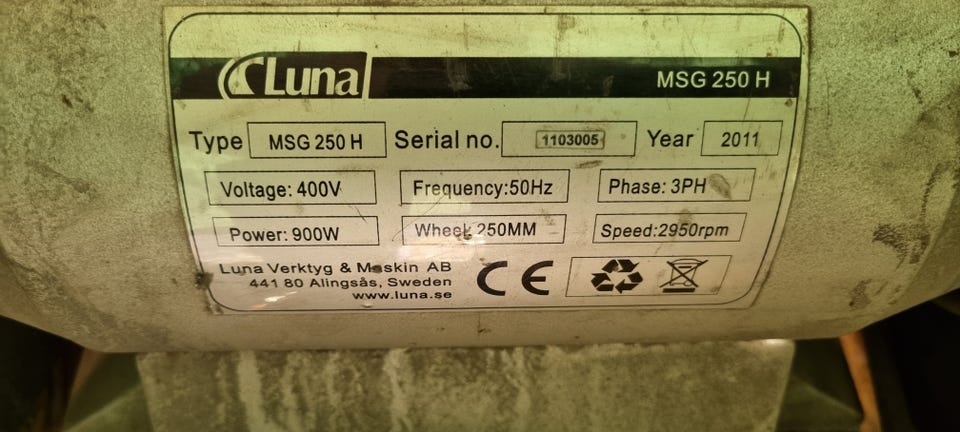 Luna MSG 250 H
Type MSG 250 H Serial no. 1103005 Year 2011
Voltage: 400V Frequency:50Hz Phase: 3PH
Power: 900W Wheel: 250MM Speed:2950rpm
Luna Verktyg & Maskin AB
441 80 Alingsås, Sweden
www.luna.se
CE